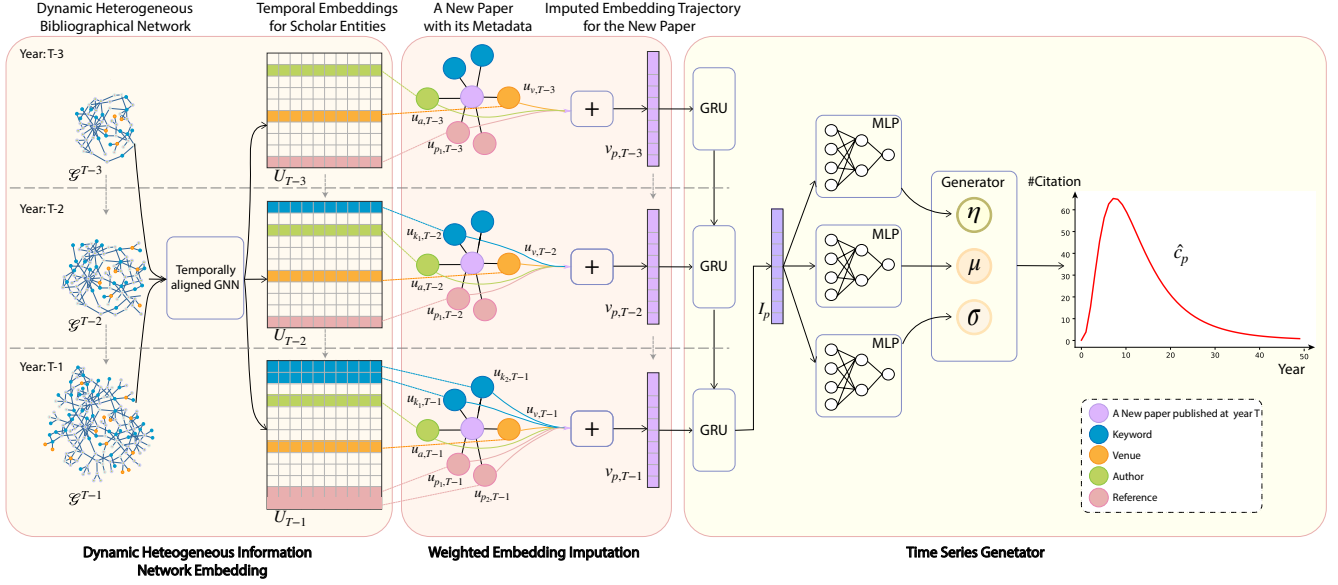 Dynamic Heterogeneous
Bibliographical Network
Temporal Embeddings
for Scholar Entities
A New Paper
with its Metadata
Imputed Embedding Trajectory
for the New Paper
Year: T-3
𝒢^{T−3}
U_{T−3}
u_{a,T−3}
u_{v,T−3}
u_{p_1,T−3}
+
v_{p,T−3}
GRU
Year: T-2
𝒢^{T−2}
Temporally
aligned GNN
U_{T−2}
u_{k_1,T−2}
u_{v,T−2}
u_{a,T−2}
u_{p_1,T−2}
+
v_{p,T−2}
GRU
Year: T-1
𝒢^{T−1}
U_{T−1}
u_{k_2,T−1}
u_{k_1,T−1}
u_{v,T−1}
u_{a,T−1}
u_{p_1,T−1}
u_{p_2,T−1}
+
v_{p,T−1}
GRU
I_p
MLP
MLP
MLP
Generator
η
μ
σ
#Citation
60
50
40
30
20
10
0
ĉ_p
0 10 20 30 40 50
Year
A New paper published at year T
Keyword
Venue
Author
Reference
Dynamic Heteogeneous Information
Network Embedding
Weighted Embedding Imputation
Time Series Genetator